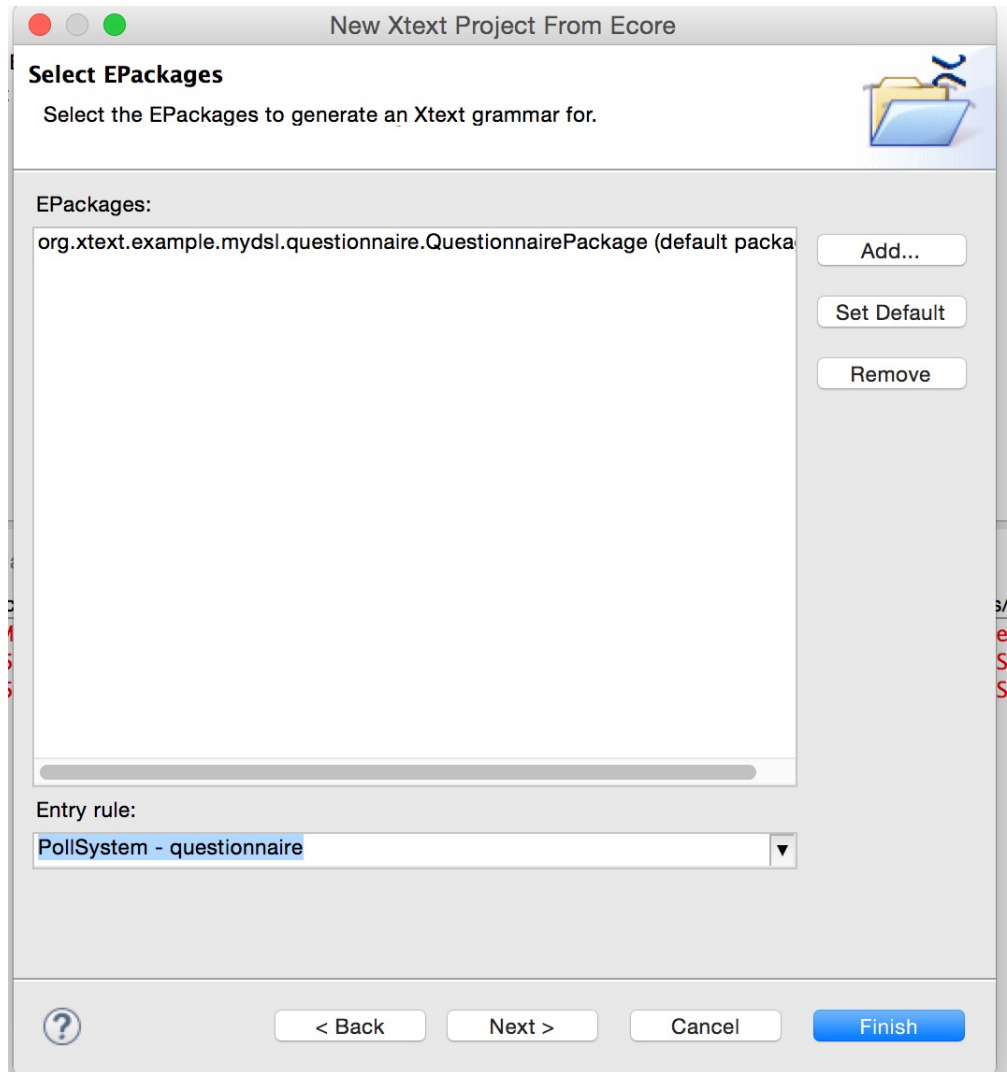 New Xtext Project From Ecore
Select EPackages
Select the EPackages to generate an Xtext grammar for.
EPackages:
org.xtext.example.mydsl.questionnaire.QuestionnairePackage (default packa
Add...
Set Default
Remove
Entry rule:
PollSystem - questionnaire
?
< Back
Next >
Cancel
Finish